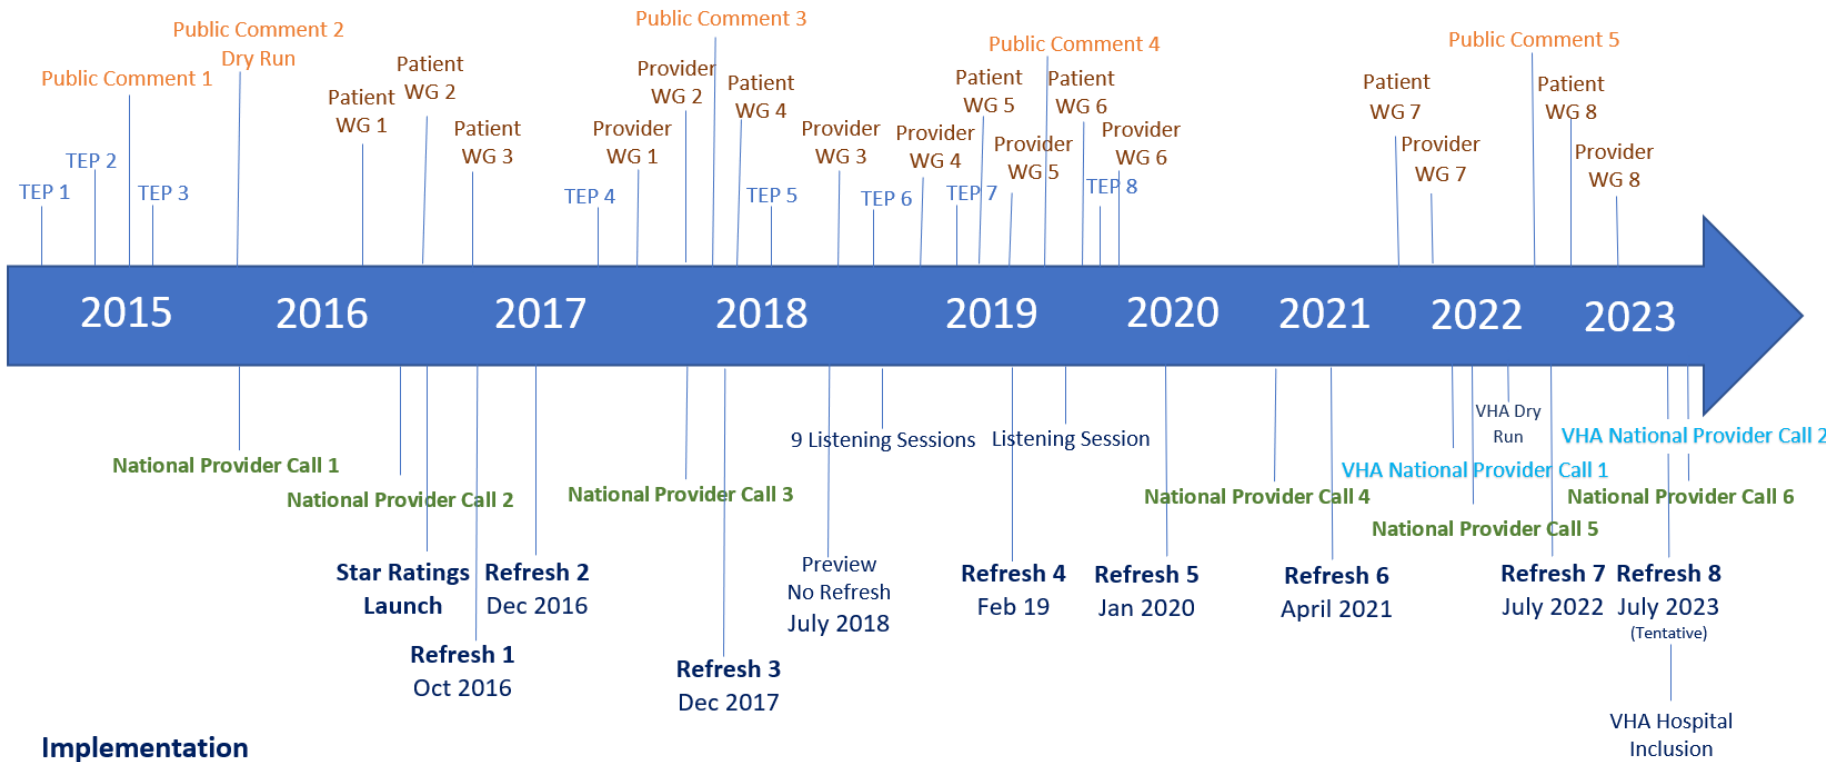 Public Comment 3
Public Comment 2
Dry Run
Public Comment 4
Public Comment 5
Public Comment 1
Patient
WG 1
Patient
WG 2
Patient
WG 3
Provider
WG 1
Provider
WG 2
Patient
WG 4
Provider
WG 3
Provider
WG 4
Patient
WG 5
Provider
WG 5
Patient
WG 6
Provider
WG 6
Patient
WG 7
Provider
WG 7
Patient
WG 8
Provider
WG 8
TEP 1
TEP 2
TEP 3
TEP 4
TEP 5
TEP 6
TEP 7
TEP 8
2015
2016
2017
2018
2019
2020
2021
2022
2023
National Provider Call 1
National Provider Call 2
National Provider Call 3
9 Listening Sessions
Listening Session
National Provider Call 4
VHA National Provider Call 1
National Provider Call 5
VHA Dry
Run
VHA National Provider Call 2
National Provider Call 6
Star Ratings
Launch
Refresh 1
Oct 2016
Refresh 2
Dec 2016
Refresh 3
Dec 2017
Preview
No Refresh
July 2018
Refresh 4
Feb 19
Refresh 5
Jan 2020
Refresh 6
April 2021
Refresh 7
July 2022
Refresh 8
July 2023
(Tentative)
VHA Hospital
Inclusion
Implementation